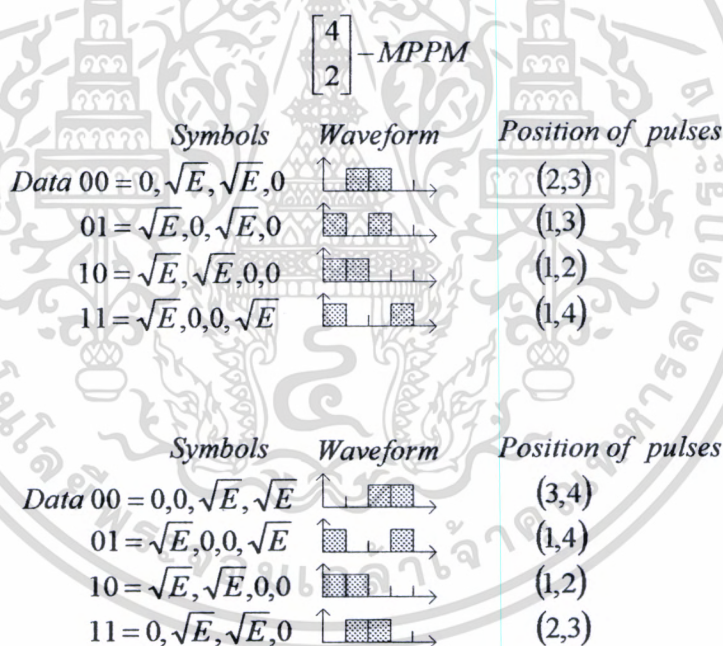 [4 2] – MPPM
Symbols Waveform Position of pulses
Data 00 = 0, √E, √E, 0 (2,3)
01 = √E, 0, √E, 0 (1,3)
10 = √E, √E, 0, 0 (1,2)
11 = √E, 0, 0, √E (1,4)
Symbols Waveform Position of pulses
Data 00 = 0, 0, √E, √E (3,4)
01 = √E, 0, 0, √E (1,4)
10 = √E, √E, 0, 0 (1,2)
11 = 0, √E, √E, 0 (2,3)